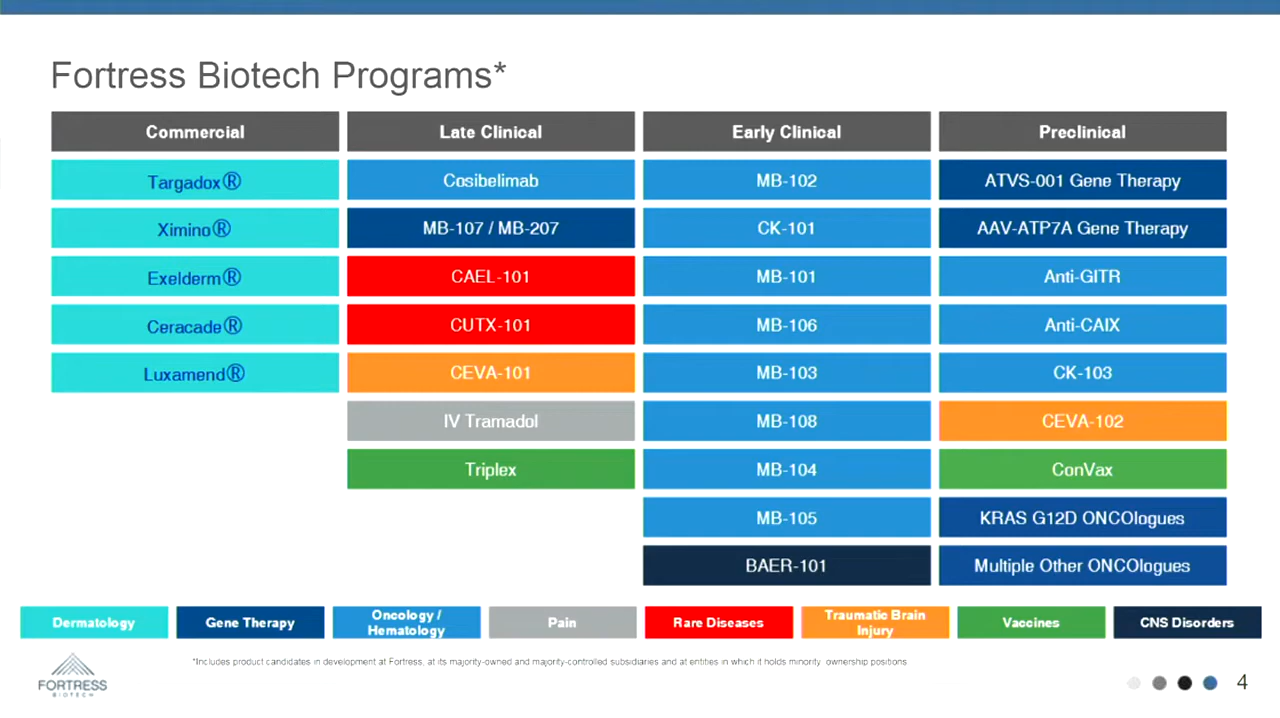 Fortress Biotech Programs*
Commercial
Late Clinical
Early Clinical
Preclinical
Targadox®
Cosibelimab
MB-102
ATVS-001 Gene Therapy
Ximino®
MB-107 / MB-207
CK-101
AAV-ATP7A Gene Therapy
Exelderm®
CAEL-101
MB-101
Anti-GITR
Ceracade®
CUTX-101
MB-106
Anti-CAIX
Luxamend®
CEVA-101
MB-103
CK-103
IV Tramadol
MB-108
CEVA-102
Triplex
MB-104
ConVax
MB-105
KRAS G12D ONCOlogues
BAER-101
Multiple Other ONCOlogues
Dermatology
Gene Therapy
Oncology /
Hematology
Pain
Rare Diseases
Traumatic Brain
Injury
Vaccines
CNS Disorders
*Includes product candidates in development at Fortress, at its majority-owned and majority-controlled subsidiaries and at entities in which it holds minority ownership positions
FORTRESS
BIOTECH
4